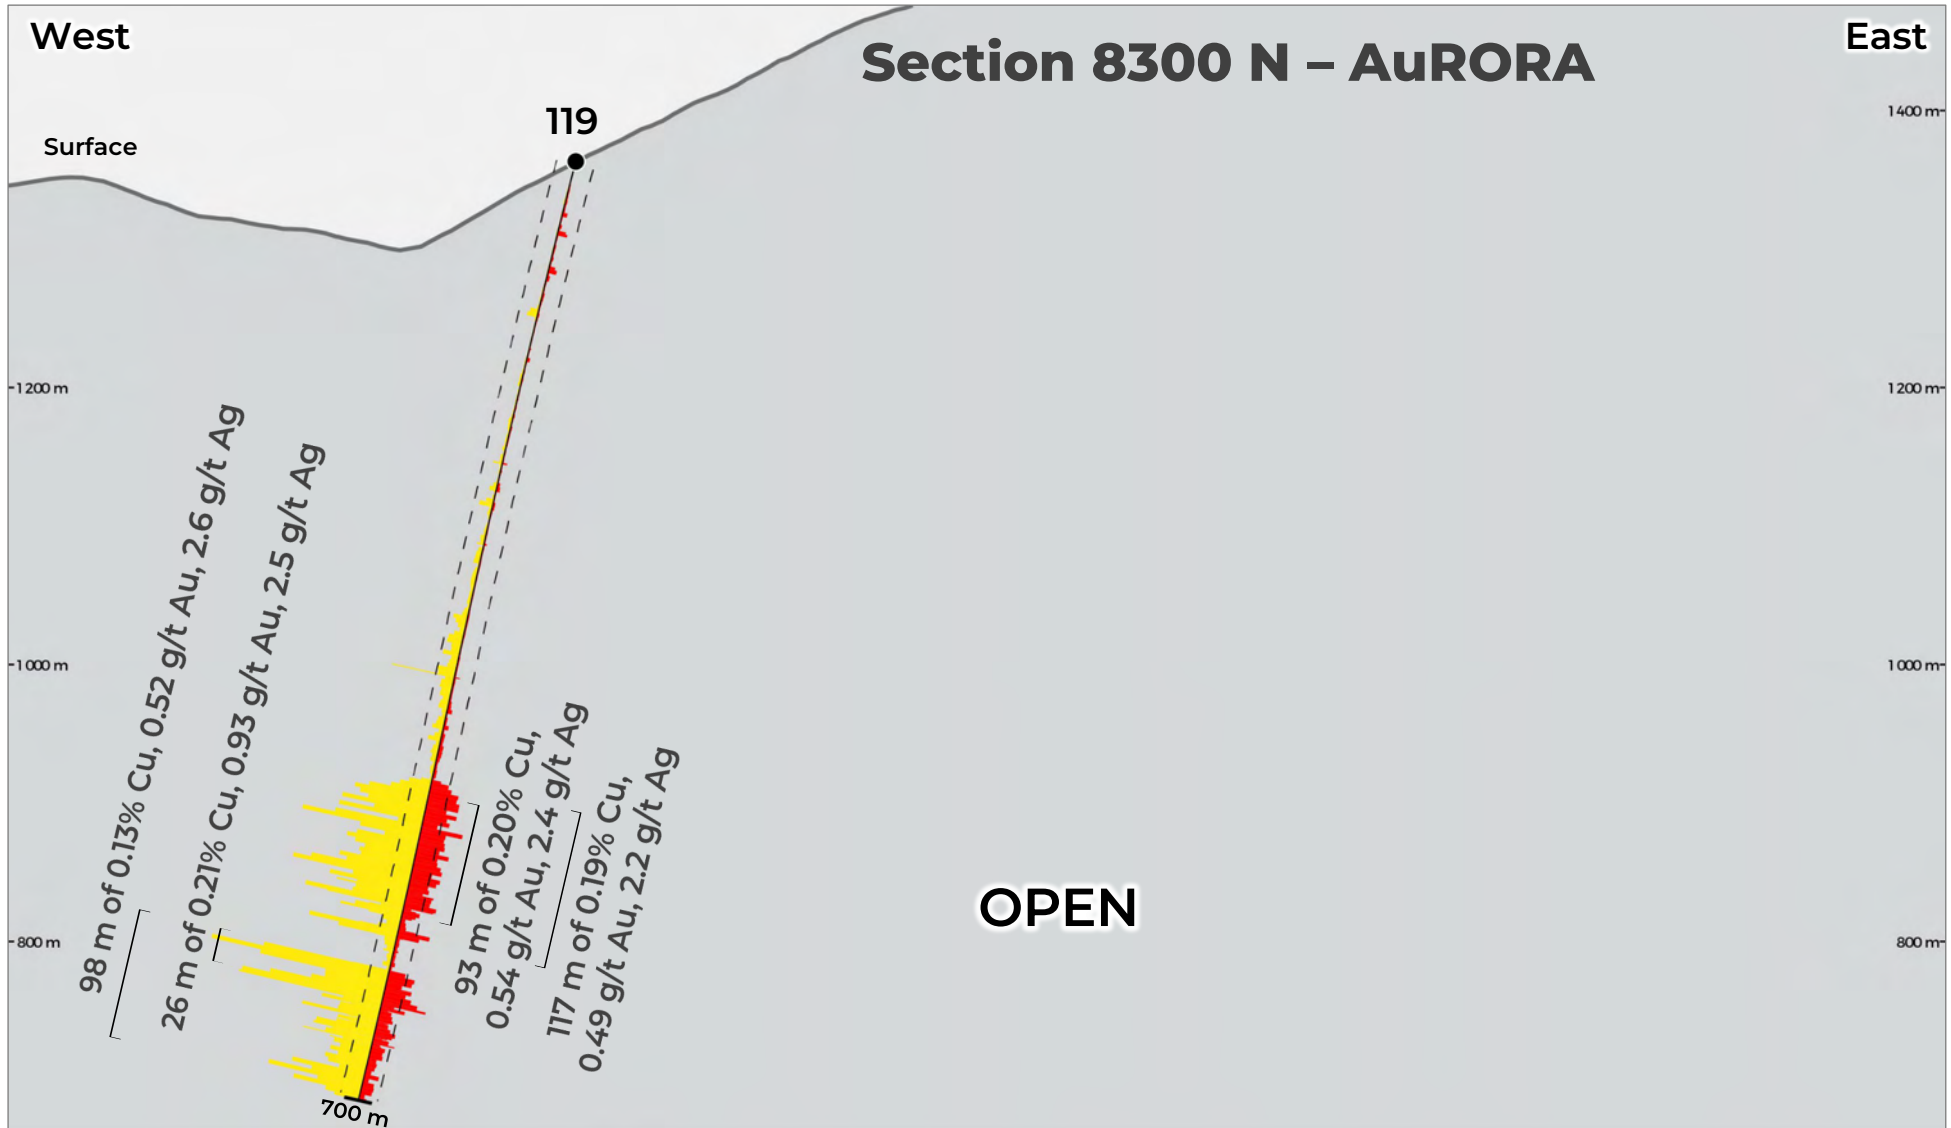 West
East
Section 8300 N – AuRORA
1400 m
119
Surface
1200 m
1200 m
98 m of 0.13% Cu, 0.52 g/t Au, 2.6 g/t Ag
26 m of 0.21% Cu, 0.93 g/t Au, 2.5 g/t Ag
1000 m
1000 m
93 m of 0.20% Cu,
0.54 g/t Au, 2.4 g/t Ag
117 m of 0.19% Cu,
0.49 g/t Au, 2.2 g/t Ag
OPEN
800 m
800 m
700 m